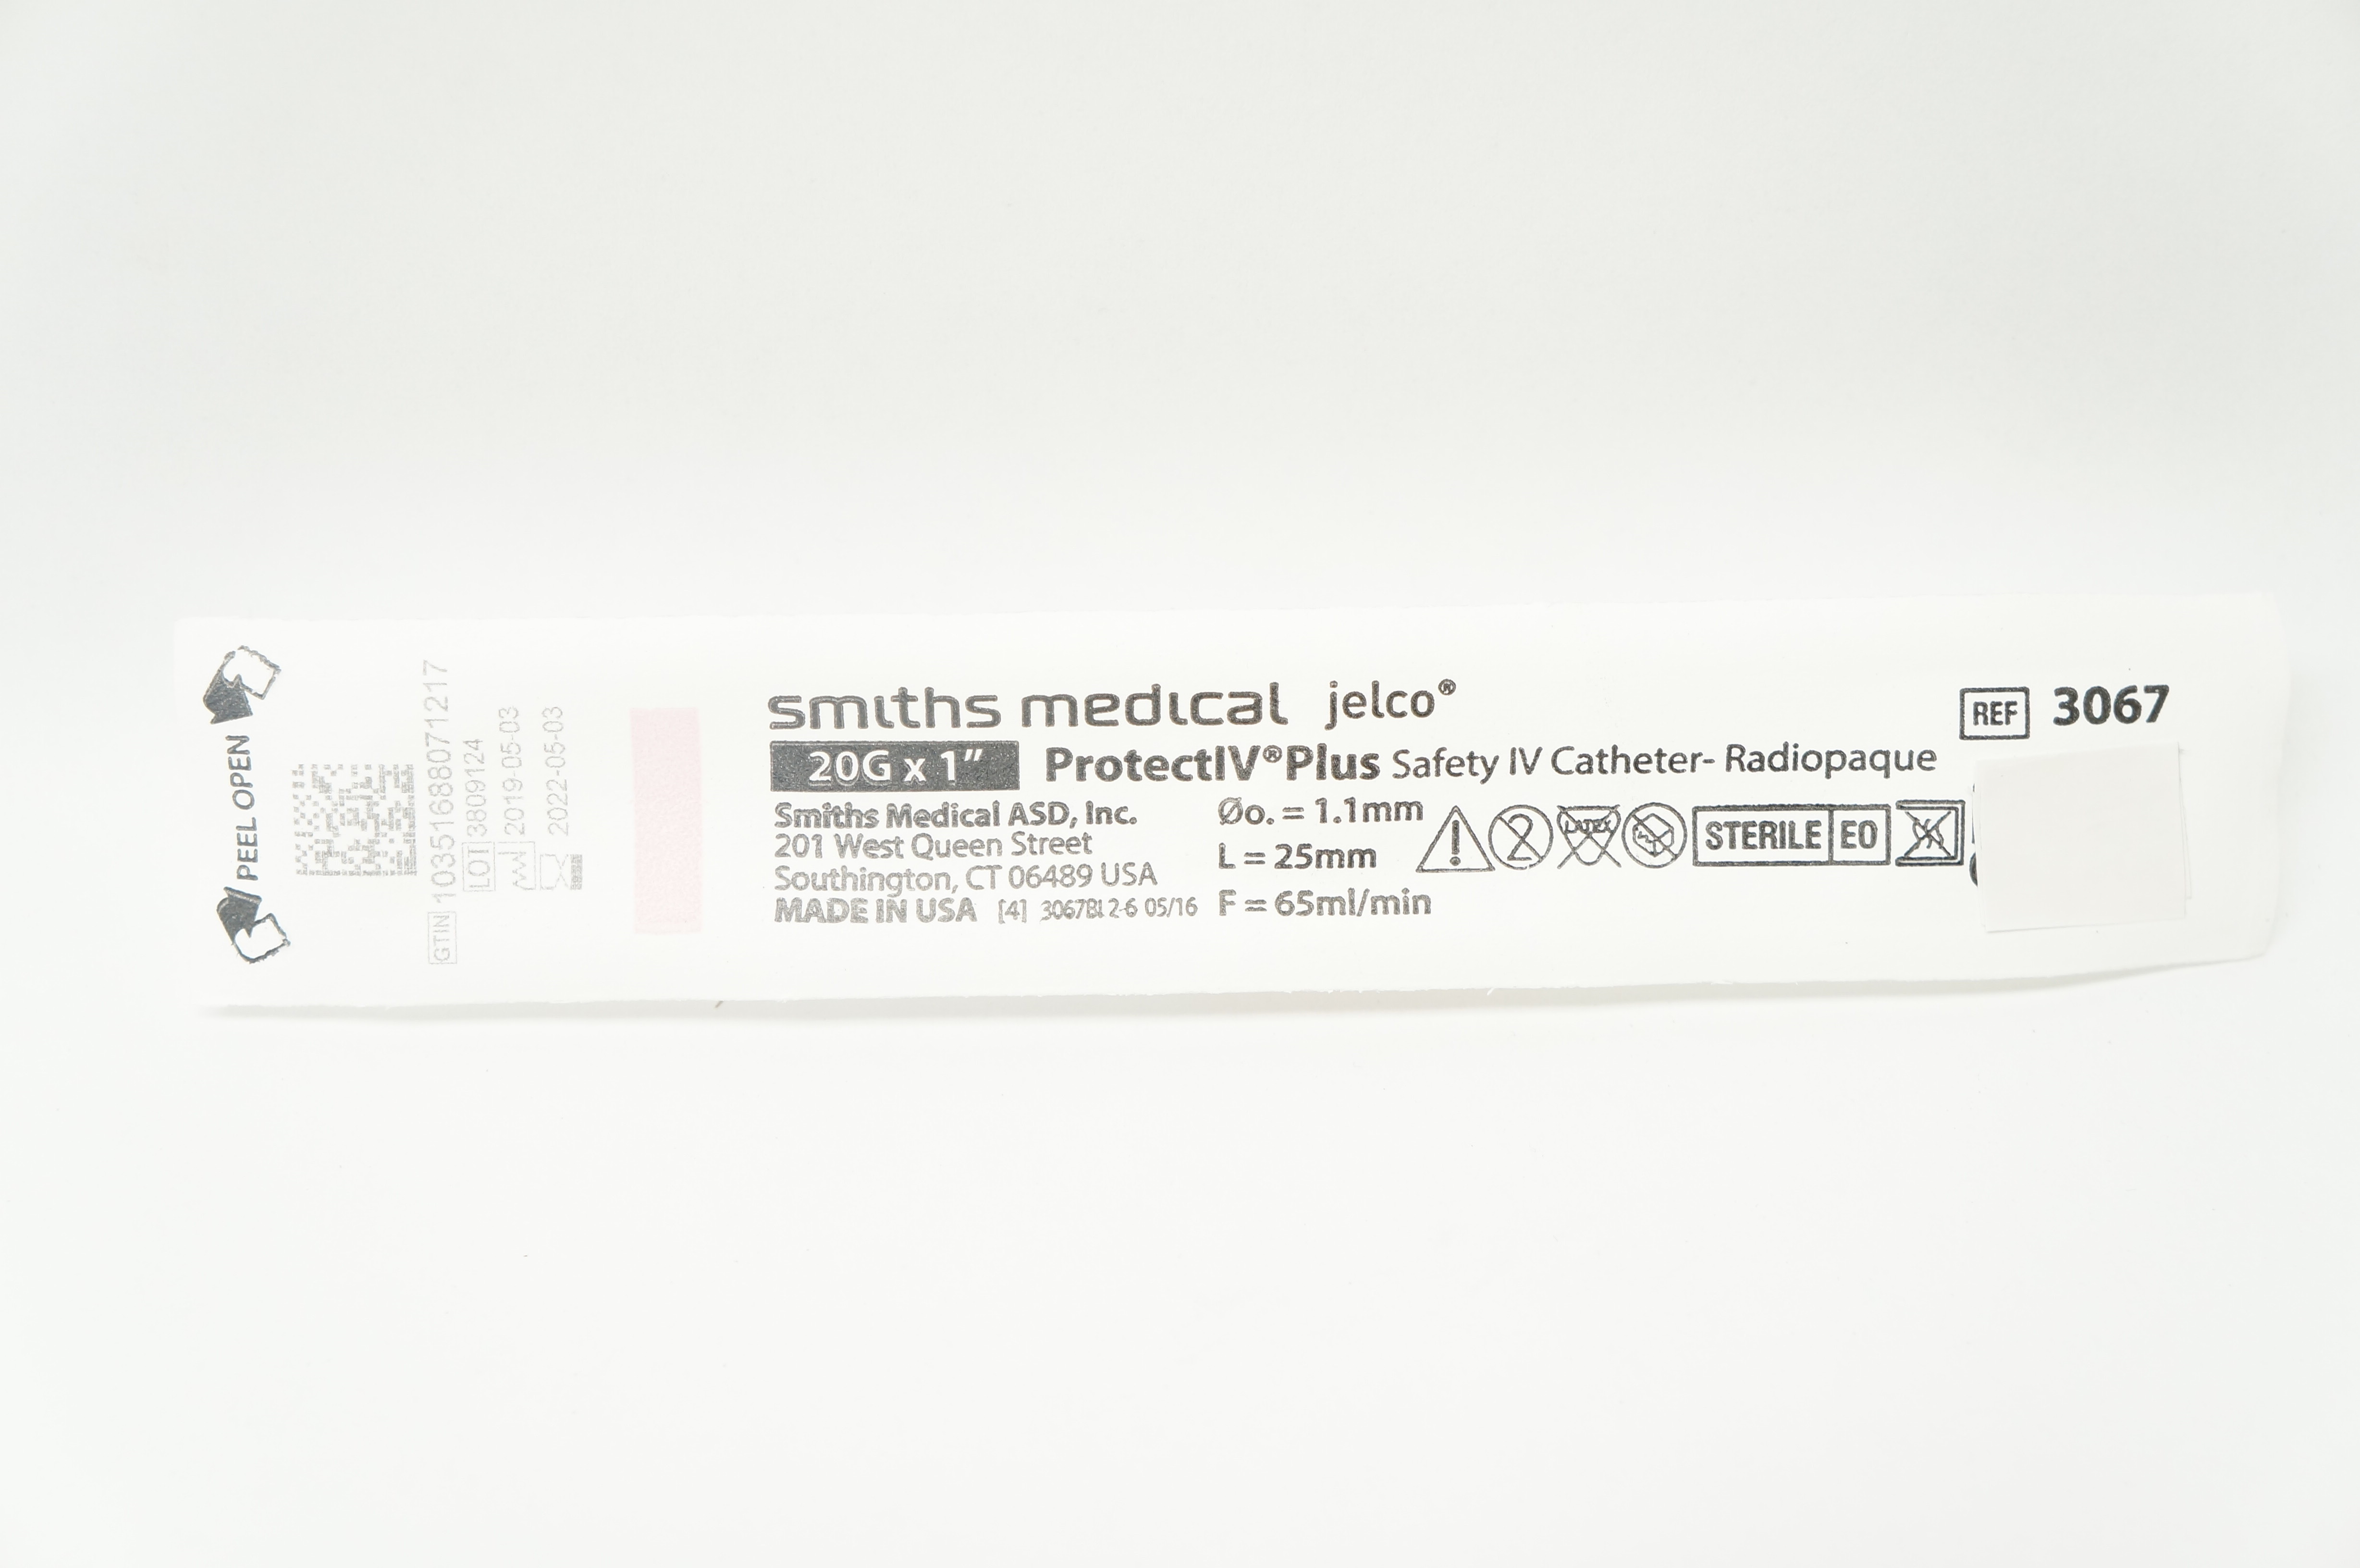 PEEL OPEN
GTIN 10351688071217
LOT 3809124
2019-05-03
2022-05-03
smiths medical jelco®
REF 3067
20G x 1" ProtectIV®Plus Safety IV Catheter- Radiopaque
Smiths Medical ASD, Inc.
201 West Queen Street
Southington, CT 06489 USA
MADE IN USA [4] 3067BL2-6 05/16
Øo. = 1.1mm
L = 25mm
F = 65ml/min
2
LATEX
STERILE EO